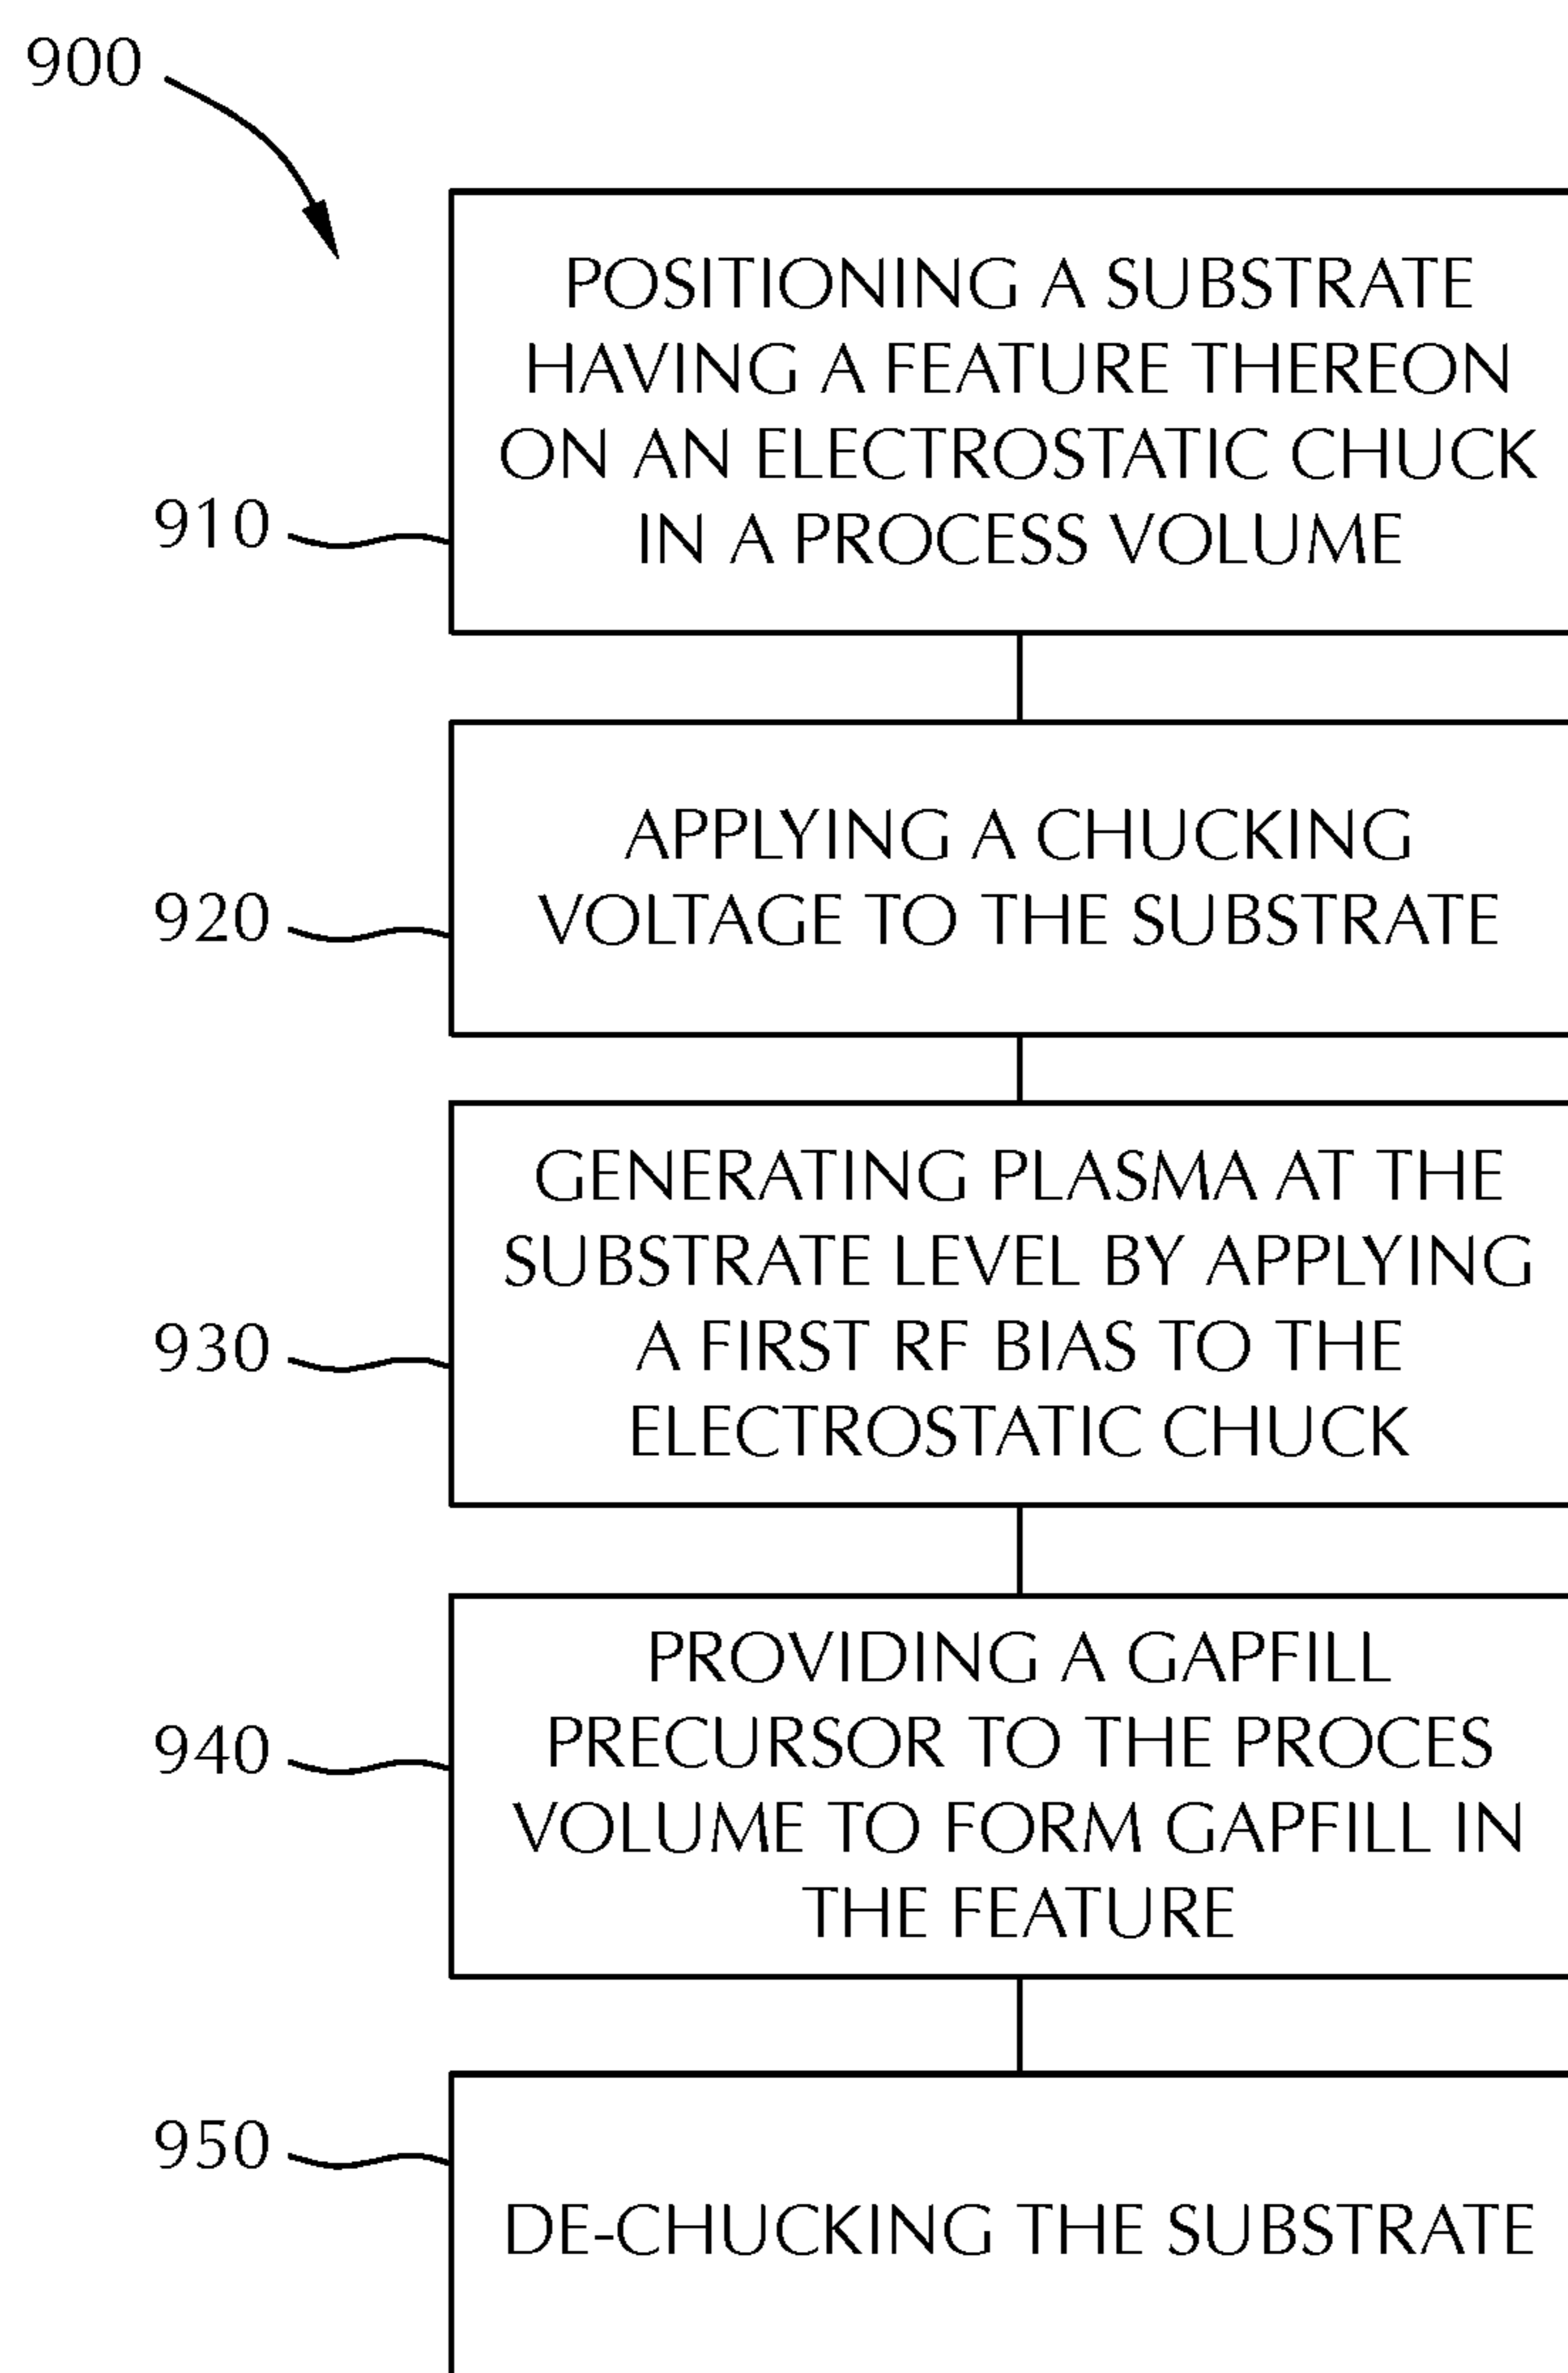 900
POSITIONING A SUBSTRATE
HAVING A FEATURE THEREON
ON AN ELECTROSTATIC CHUCK
IN A PROCESS VOLUME
910
APPLYING A CHUCKING
VOLTAGE TO THE SUBSTRATE
920
GENERATING PLASMA AT THE
SUBSTRATE LEVEL BY APPLYING
A FIRST RF BIAS TO THE
ELECTROSTATIC CHUCK
930
PROVIDING A GAPFILL
PRECURSOR TO THE PROCES
VOLUME TO FORM GAPFILL IN
THE FEATURE
940
950
DE-CHUCKING THE SUBSTRATE